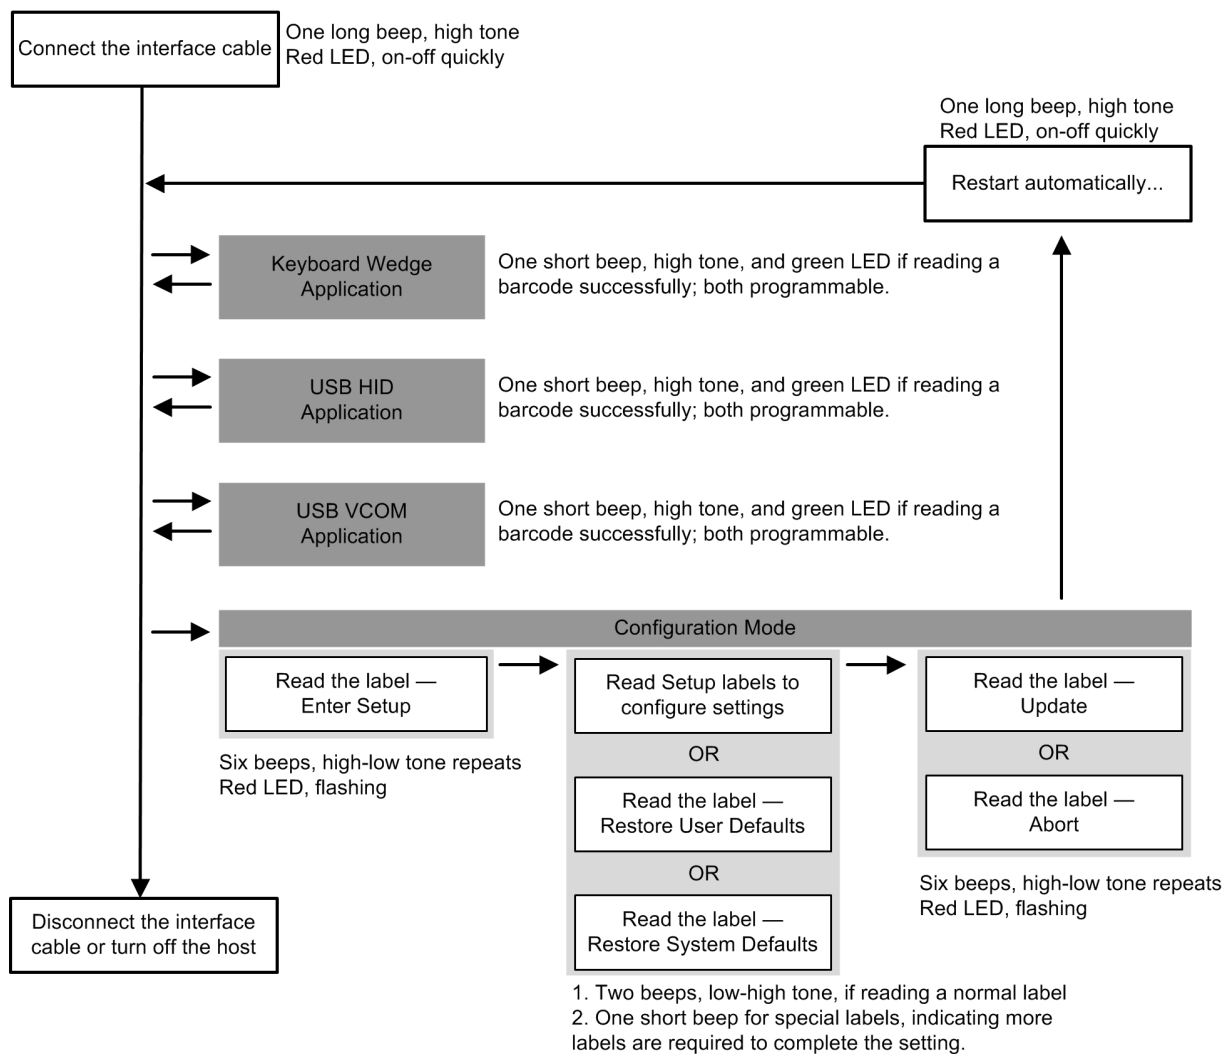 Connect the interface cable
One long beep, high tone
Red LED, on-off quickly
One long beep, high tone
Red LED, on-off quickly
Restart automatically...
Keyboard Wedge
Application
One short beep, high tone, and green LED if reading a
barcode successfully; both programmable.
USB HID
Application
One short beep, high tone, and green LED if reading a
barcode successfully; both programmable.
USB VCOM
Application
One short beep, high tone, and green LED if reading a
barcode successfully; both programmable.
Configuration Mode
Read the label —
Enter Setup
Six beeps, high-low tone repeats
Red LED, flashing
Read Setup labels to
configure settings
OR
Read the label —
Restore User Defaults
OR
Read the label —
Restore System Defaults
1. Two beeps, low-high tone, if reading a normal label
2. One short beep for special labels, indicating more
labels are required to complete the setting.
Read the label —
Update
OR
Read the label —
Abort
Six beeps, high-low tone repeats
Red LED, flashing
Disconnect the interface
cable or turn off the host